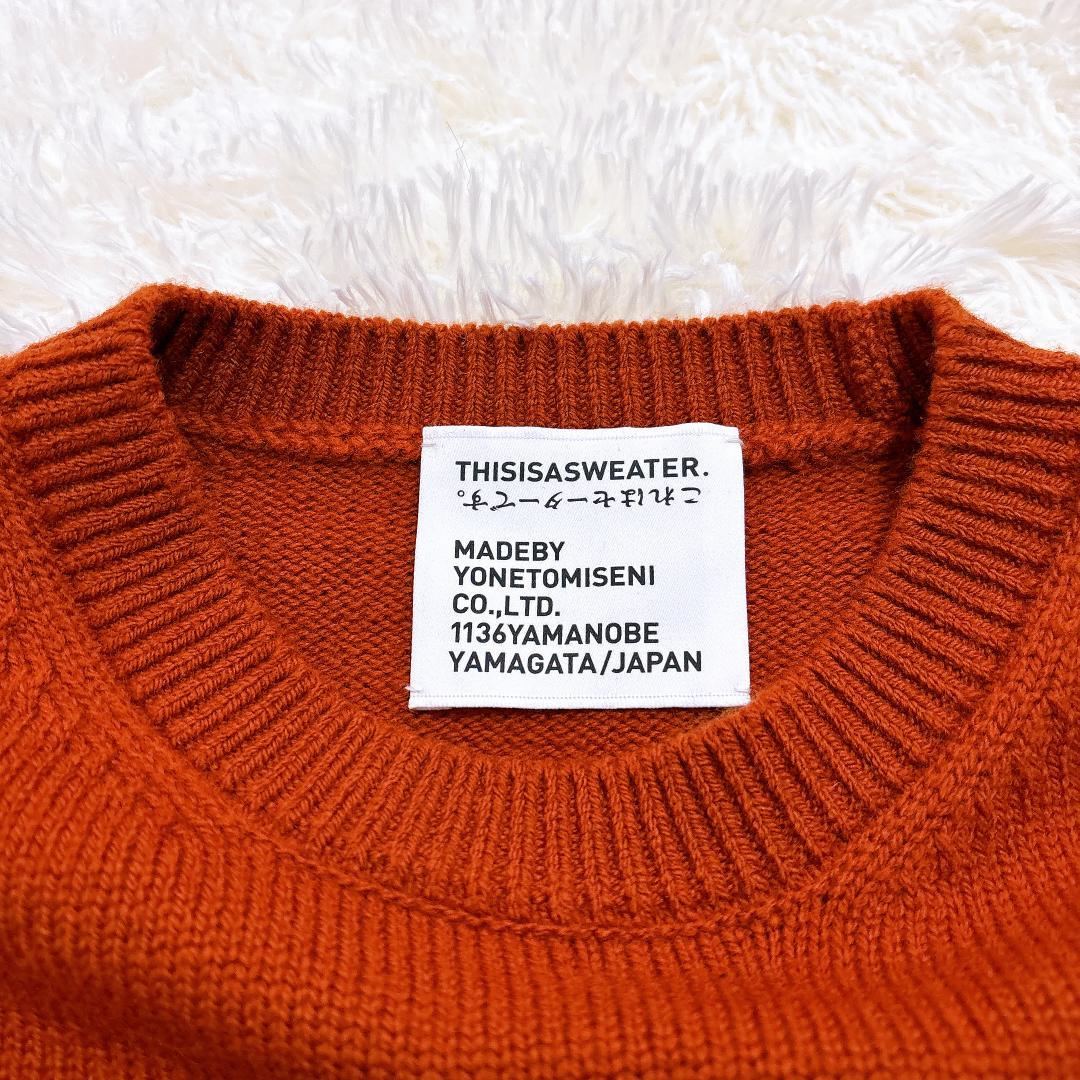 THISISASWEATER.
これはセーターです。
MADEBY
YONETOMISENI
CO.,LTD.
1136YAMANOBE
YAMAGATA/JAPAN